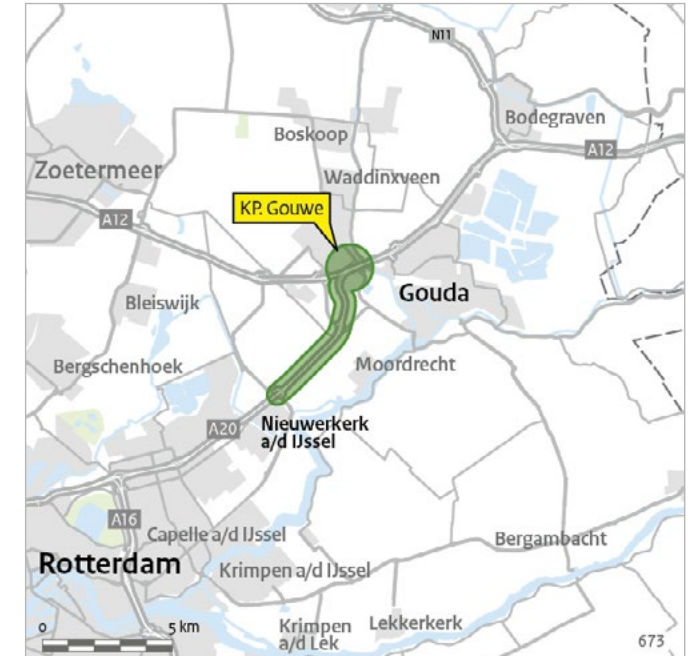 N11
Bodegraven
Boskoop
A12
Zoetermeer
Waddinxveen
KP. Gouwe
A12
Gouda
Bleiswijk
Bergschenhoek
Moordrecht
Nieuwerkerk
a/d IJssel
A20
A16
Capelle a/d IJssel
Bergambacht
Rotterdam
Krimpen a/d IJssel
0 5 km
Krimpen
a/d Lek
Lekkerkerk
673